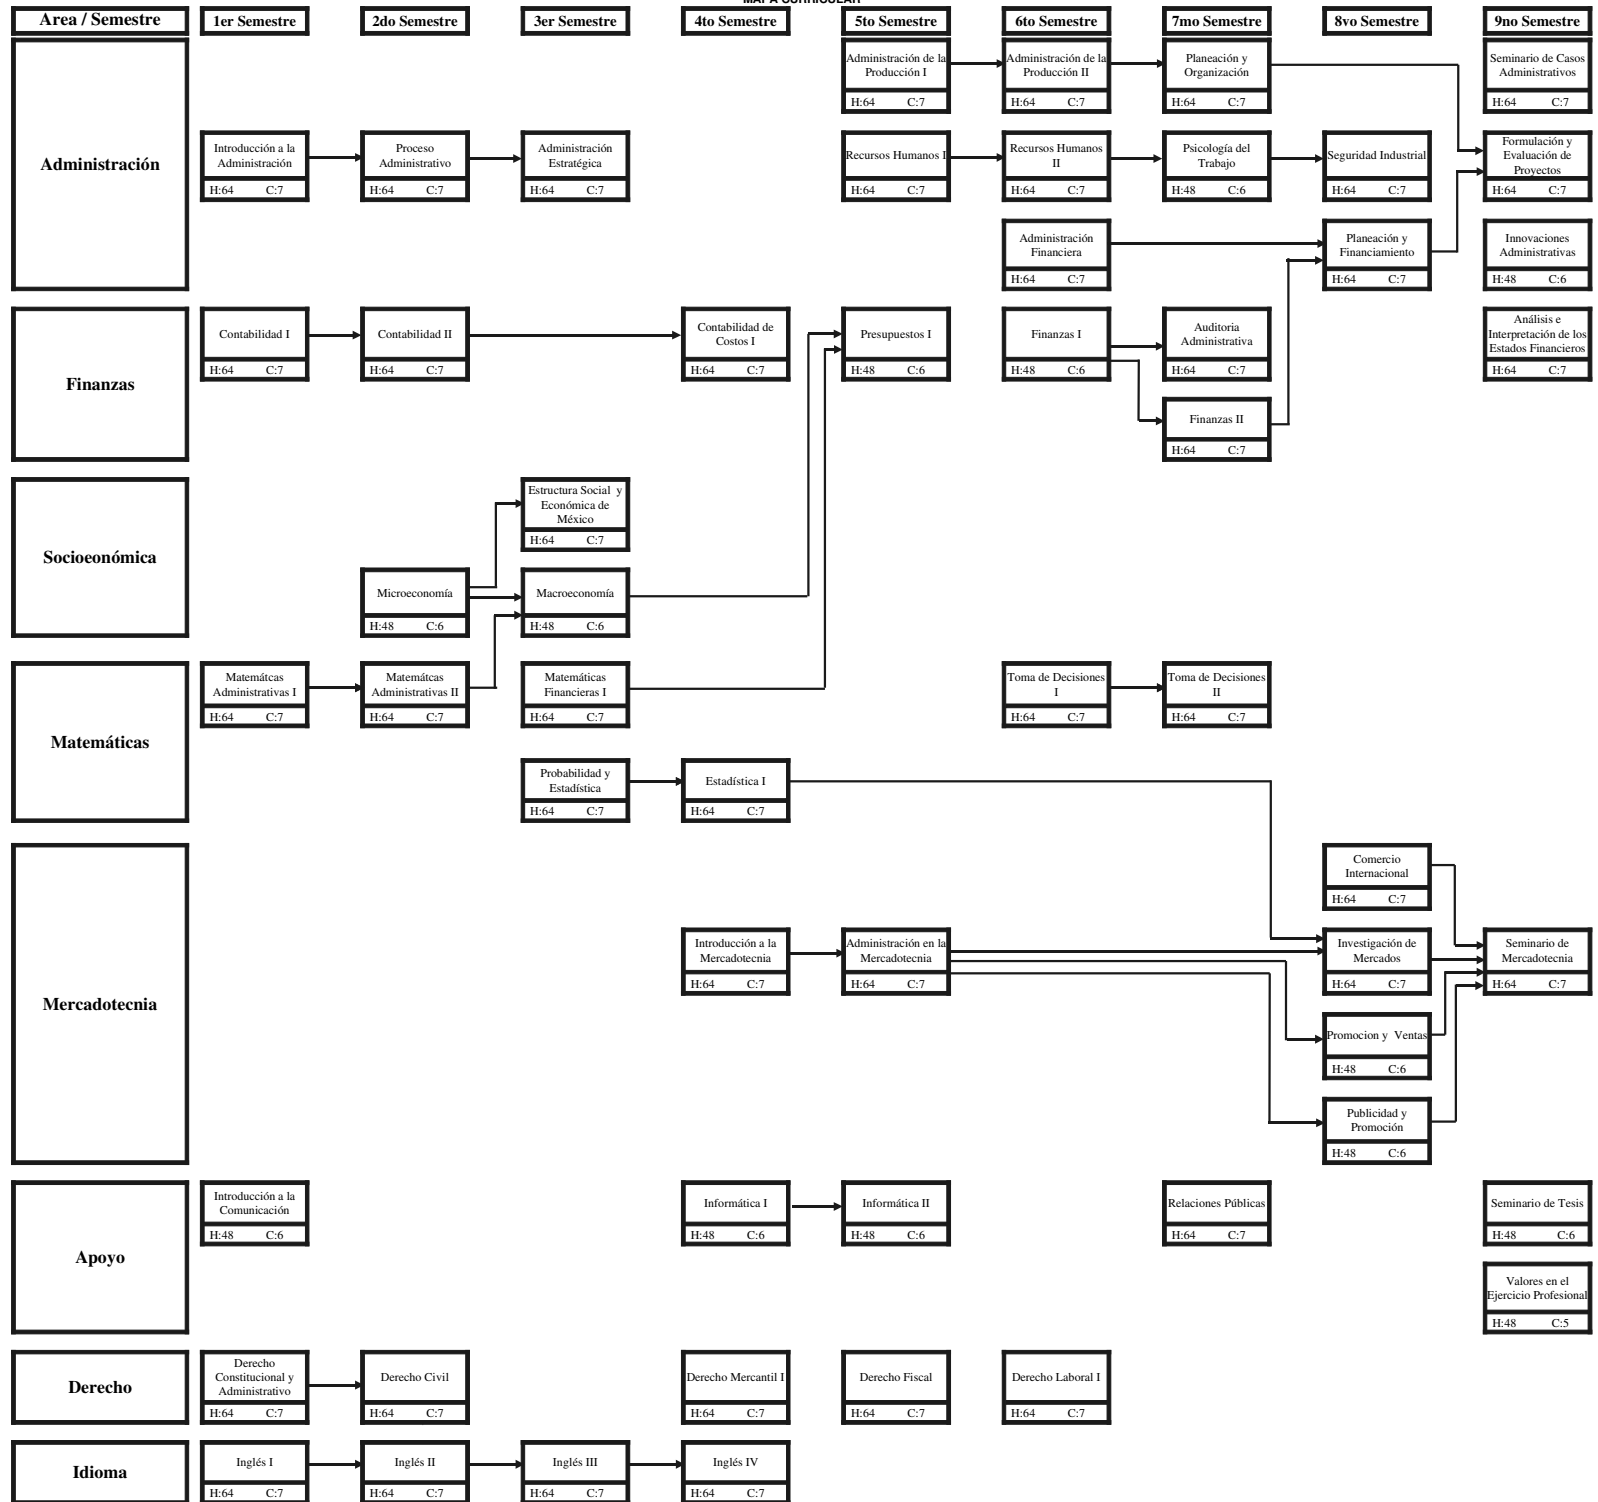 MAPA CURRICULAR
Area / Semestre
1er Semestre
2do Semestre
3er Semestre
4to Semestre
5to Semestre
6to Semestre
7mo Semestre
8vo Semestre
9no Semestre
Administración
Administración de la
Producción I
H:64 C:7
Administración de la
Producción II
H:64 C:7
Planeación y
Organización
H:64 C:7
Seminario de Casos
Administrativos
H:64 C:7
Introducción a la
Administración
H:64 C:7
Proceso
Administrativo
H:64 C:7
Administración
Estratégica
H:64 C:7
Recursos Humanos I
H:64 C:7
Recursos Humanos
II
H:64 C:7
Psicología del
Trabajo
H:48 C:6
Seguridad Industrial
H:64 C:7
Formulación y
Evaluación de
Proyectos
H:64 C:7
Administración
Financiera
H:64 C:7
Planeación y
Financiamiento
H:64 C:7
Innovaciones
Administrativas
H:48 C:6
Finanzas
Contabilidad I
H:64 C:7
Contabilidad II
H:64 C:7
Contabilidad de
Costos I
H:64 C:7
Presupuestos I
H:48 C:6
Finanzas I
H:48 C:6
Auditoria
Administrativa
H:64 C:7
Análisis e
Interpretación de los
Estados Financieros
H:64 C:7
Finanzas II
H:64 C:7
Socioeonómica
Estructura Social y
Económica de
México
H:64 C:7
Microeconomía
H:48 C:6
Macroeconomía
H:48 C:6
Matemáticas
Matemátcas
Administrativas I
H:64 C:7
Matemátcas
Administrativas II
H:64 C:7
Matemáticas
Financieras I
H:64 C:7
Toma de Decisiones
I
H:64 C:7
Toma de Decisiones
II
H:64 C:7
Probabilidad y
Estadística
H:64 C:7
Estadística I
H:64 C:7
Mercadotecnia
Comercio
Internacional
H:64 C:7
Introducción a la
Mercadotecnia
H:64 C:7
Administración en la
Mercadotecnia
H:64 C:7
Investigación de
Mercados
H:64 C:7
Seminario de
Mercadotecnia
H:64 C:7
Promocion y Ventas
H:48 C:6
Publicidad y
Promoción
H:48 C:6
Apoyo
Introducción a la
Comunicación
H:48 C:6
Informática I
H:48 C:6
Informática II
H:48 C:6
Relaciones Públicas
H:64 C:7
Seminario de Tesis
H:48 C:6
Valores en el
Ejercicio Profesional
H:48 C:5
Derecho
Derecho
Constitucional y
Administrativo
H:64 C:7
Derecho Civil
H:64 C:7
Derecho Mercantil I
H:64 C:7
Derecho Fiscal
H:64 C:7
Derecho Laboral I
H:64 C:7
Idioma
Inglés I
H:64 C:7
Inglés II
H:64 C:7
Inglés III
H:64 C:7
Inglés IV
H:64 C:7